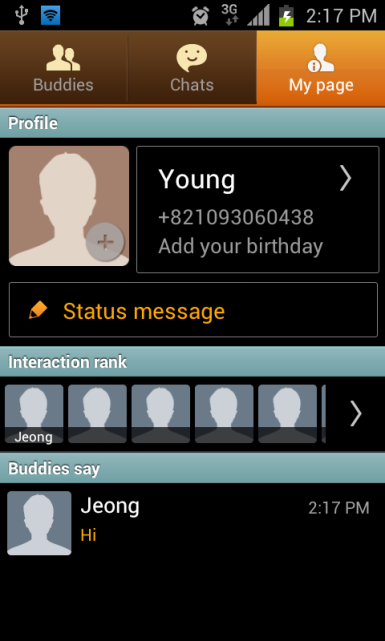 3G
2:17 PM
Buddies
Chats
My page
Profile
Young
+821093060438
Add your birthday
Status message
Interaction rank
Jeong
Buddies say
Jeong
2:17 PM
Hi